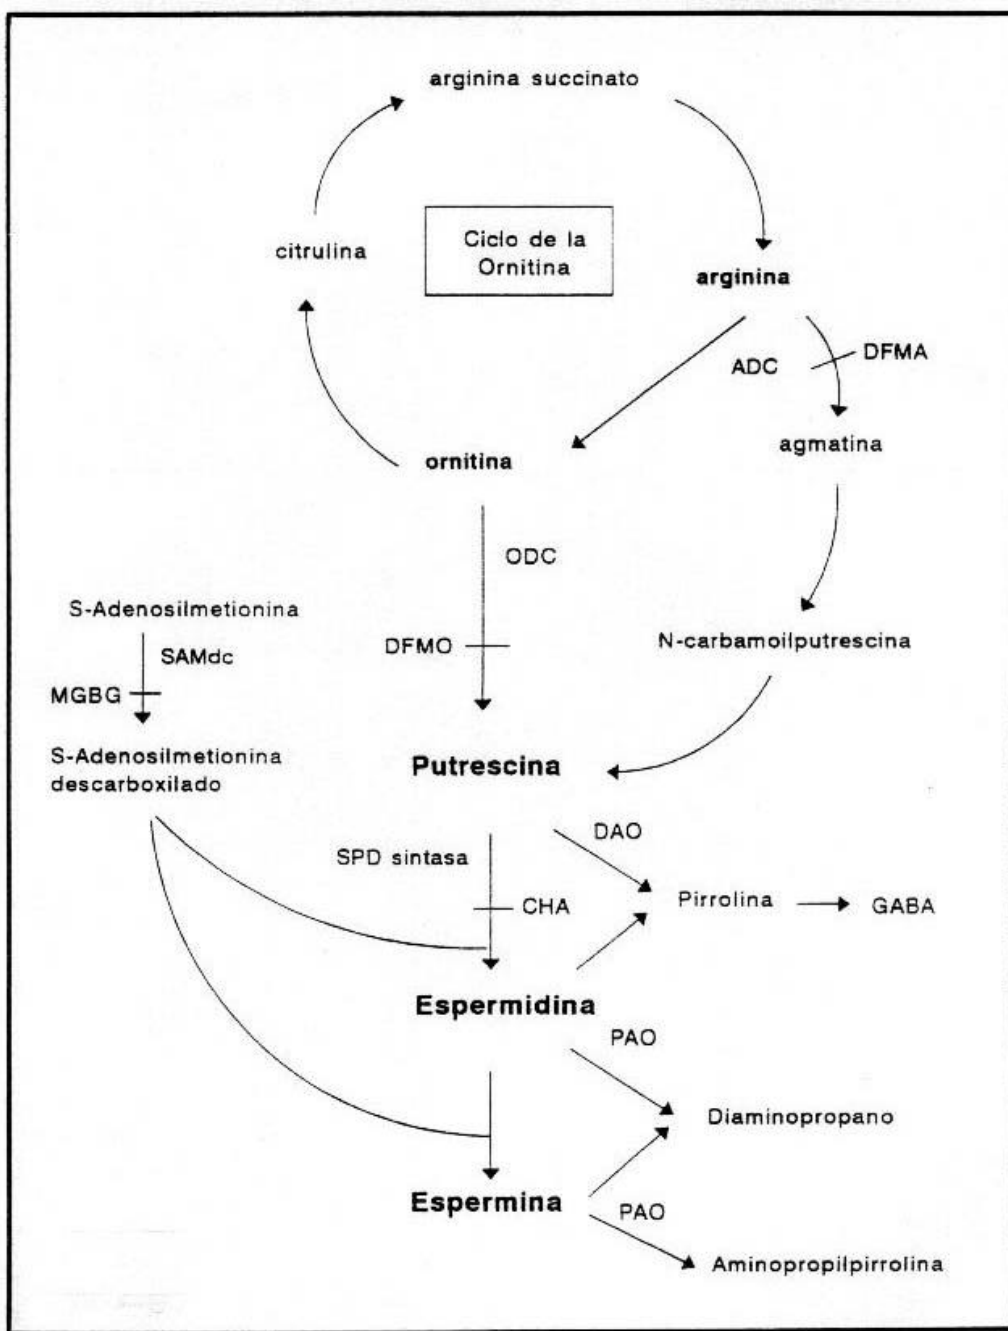 arginina succinato
Ciclo de la
Ornitina
citrulina
arginina
ADC
DFMA
ornitina
agmatina
ODC
S-Adenosilmetionina
SAMdc
DFMO
N-carbamoilputrescina
MGBG
S-Adenosilmetionina
descarboxilado
Putrescina
DAO
SPD sintasa
CHA
Pirrolina
GABA
Espermidina
PAO
Diaminopropano
Espermina
PAO
Aminopropilpirrolina